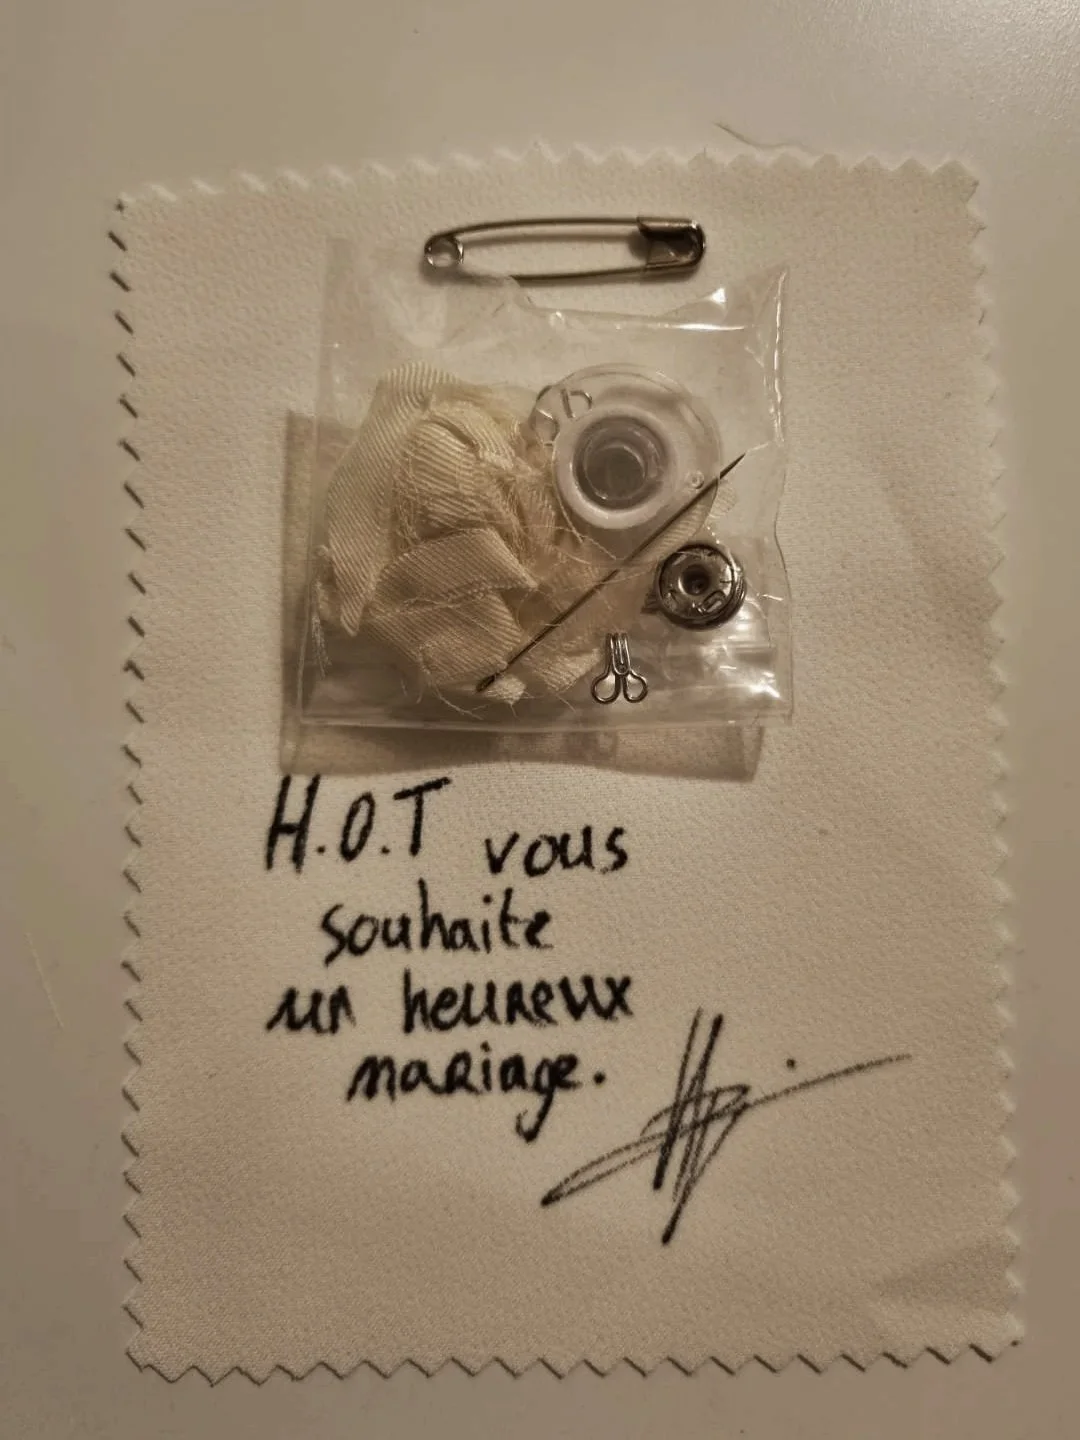 H.O.T vous
souhaite
un heureux
mariage.